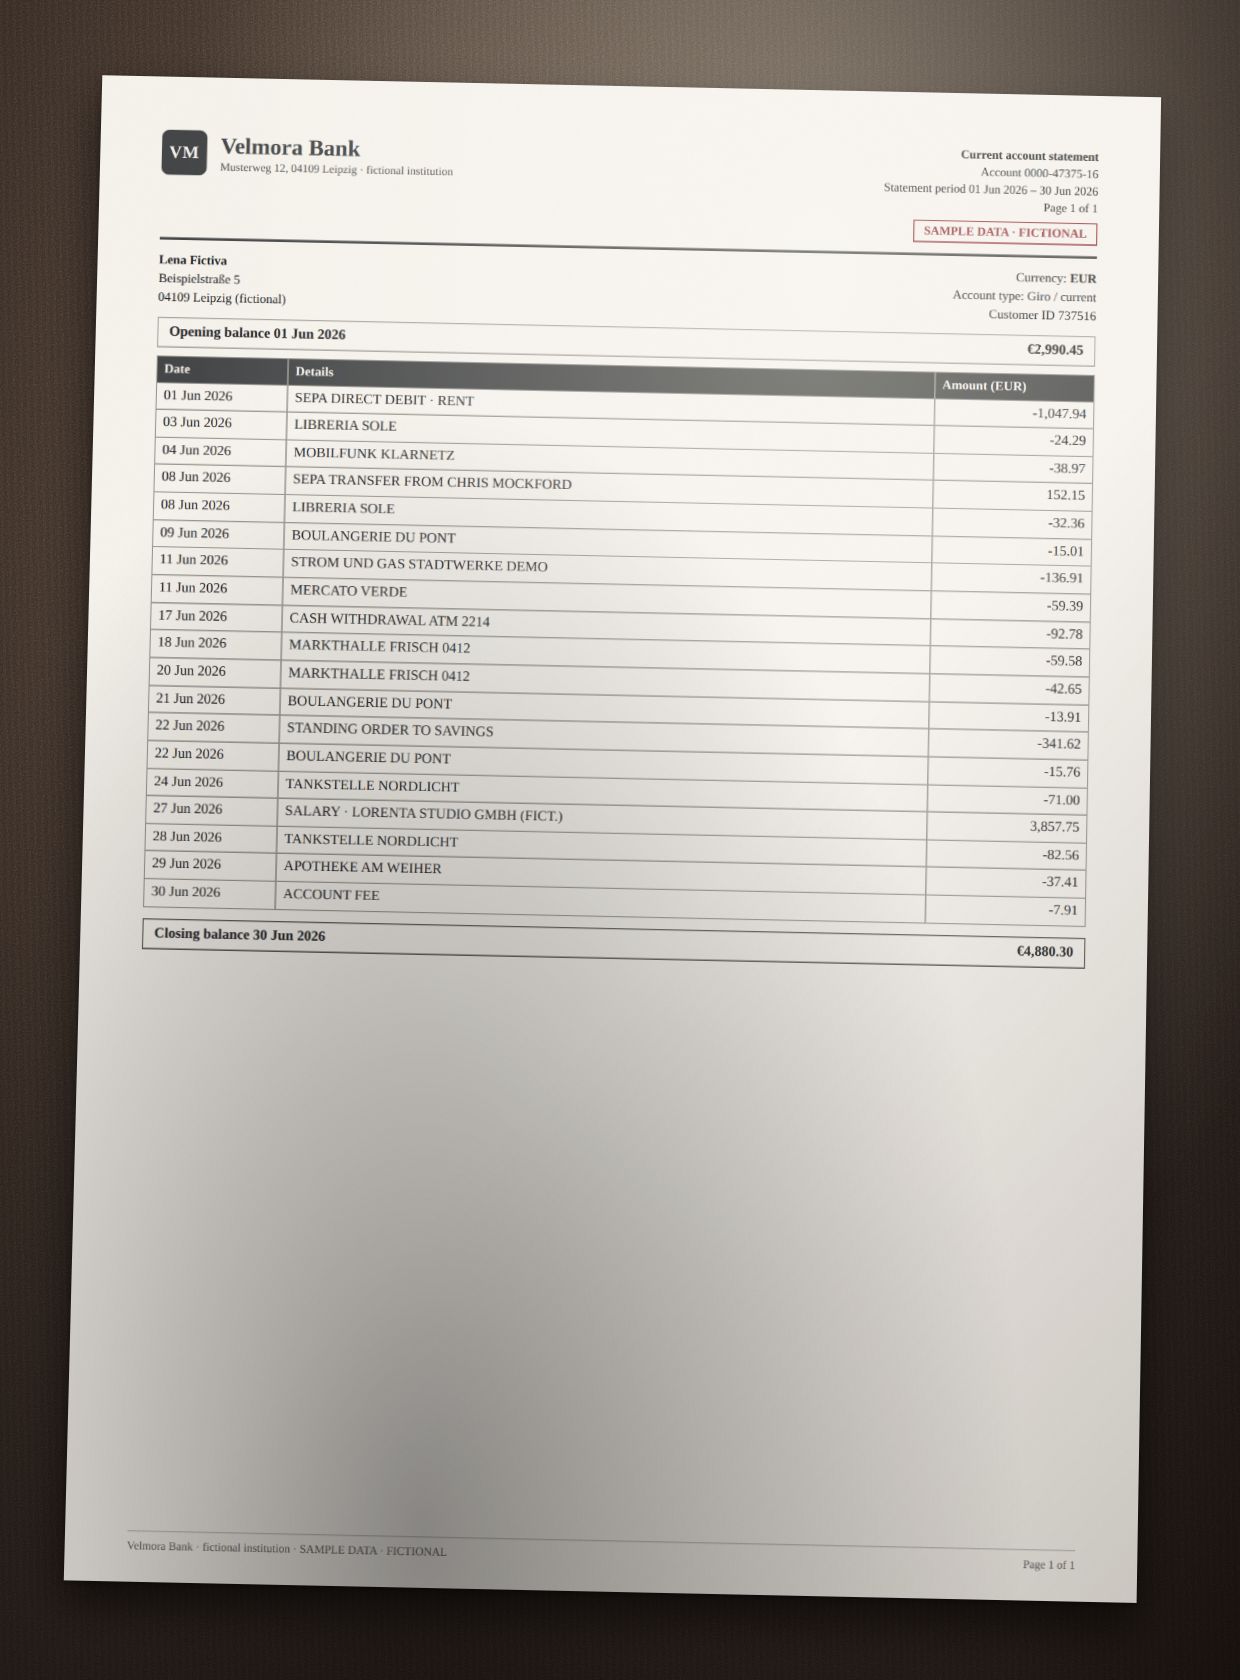 VM
Velmora Bank
Musterweg 12, 04109 Leipzig · fictional institution
Current account statement
Account 0000-47375-16
Statement period 01 Jun 2026 – 30 Jun 2026
Page 1 of 1
SAMPLE DATA · FICTIONAL
Lena Fictiva
Beispielstraße 5
04109 Leipzig (fictional)
Currency: EUR
Account type: Giro / current
Customer ID 737516
Opening balance 01 Jun 2026 €2,990.45
Date Details Amount (EUR)
01 Jun 2026 SEPA DIRECT DEBIT · RENT -1,047.94
03 Jun 2026 LIBRERIA SOLE -24.29
04 Jun 2026 MOBILFUNK KLARNETZ -38.97
08 Jun 2026 SEPA TRANSFER FROM CHRIS MOCKFORD 152.15
08 Jun 2026 LIBRERIA SOLE -32.36
09 Jun 2026 BOULANGERIE DU PONT -15.01
11 Jun 2026 STROM UND GAS STADTWERKE DEMO -136.91
11 Jun 2026 MERCATO VERDE -59.39
17 Jun 2026 CASH WITHDRAWAL ATM 2214 -92.78
18 Jun 2026 MARKTHALLE FRISCH 0412 -59.58
20 Jun 2026 MARKTHALLE FRISCH 0412 -42.65
21 Jun 2026 BOULANGERIE DU PONT -13.91
22 Jun 2026 STANDING ORDER TO SAVINGS -341.62
22 Jun 2026 BOULANGERIE DU PONT -15.76
24 Jun 2026 TANKSTELLE NORDLICHT -71.00
27 Jun 2026 SALARY · LORENTA STUDIO GMBH (FICT.) 3,857.75
28 Jun 2026 TANKSTELLE NORDLICHT -82.56
29 Jun 2026 APOTHEKE AM WEIHER -37.41
30 Jun 2026 ACCOUNT FEE -7.91
Closing balance 30 Jun 2026 €4,880.30
Velmora Bank · fictional institution · SAMPLE DATA · FICTIONAL
Page 1 of 1